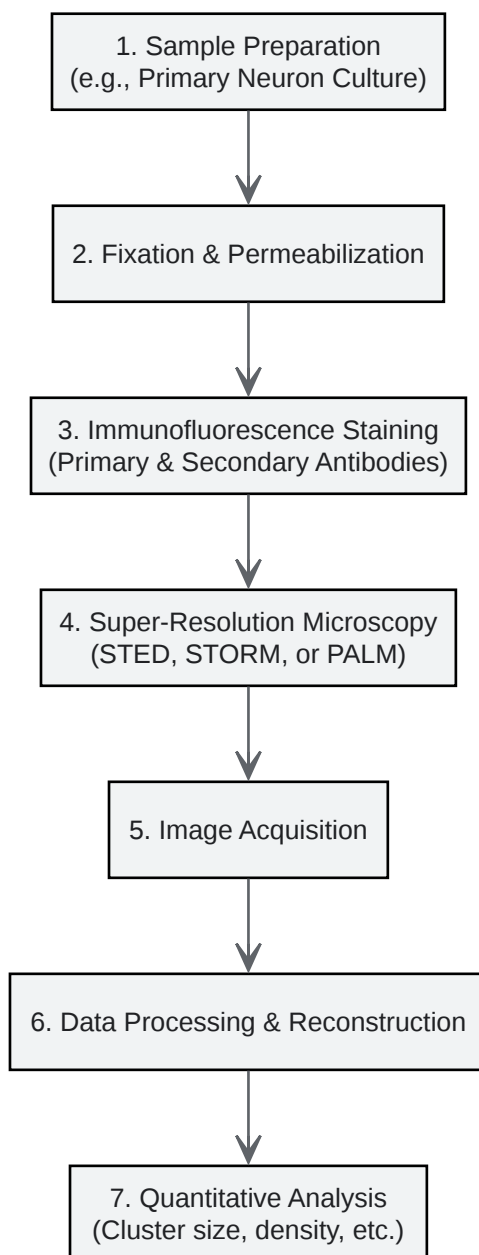 1. Sample Preparation
(e.g., Primary Neuron Culture)
2. Fixation & Permeabilization
3. Immunofluorescence Staining
(Primary & Secondary Antibodies)
4. Super-Resolution Microscopy
(STED, STORM, or PALM)
5. Image Acquisition
6. Data Processing & Reconstruction
7. Quantitative Analysis
(Cluster size, density, etc.)